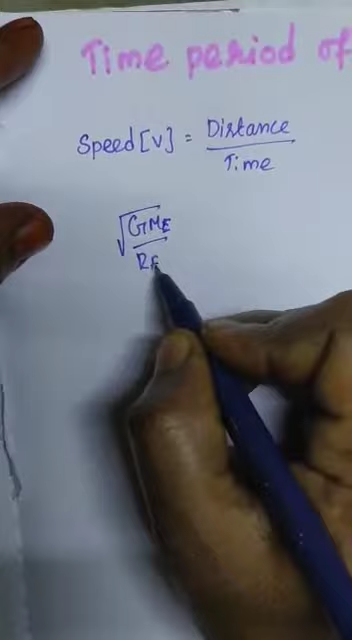 Time period of
Speed [v] = Distance / Time
√GME / RE